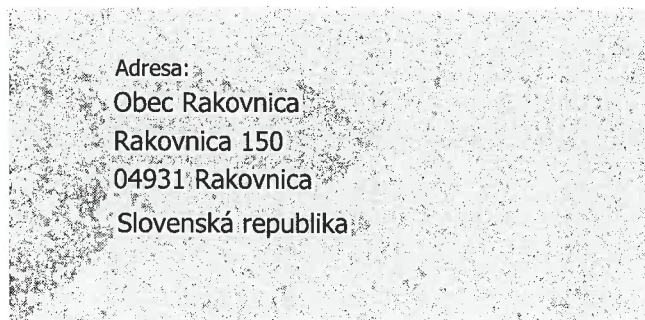 Adresa:
Obec Rakovnica
Rakovnica 150
04931 Rakovnica
Slovenská republika